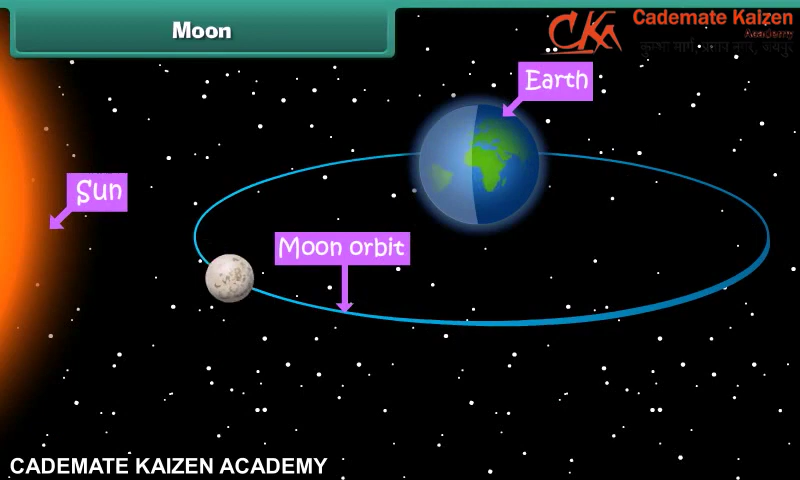 Moon
Cademate Kaizen
Academy
Earth
Sun
Moon orbit
CADEMATE KAIZEN ACADEMY